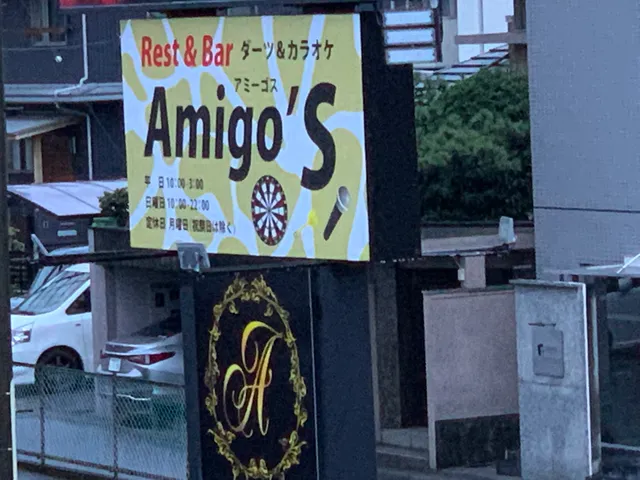 Rest & Bar ダーツ&カラオケ
アミーゴス
Amigo'S
平 日 10:00-3:00
日曜日 10:00-22:00
定休日 月曜日(祝祭日は除く)
A